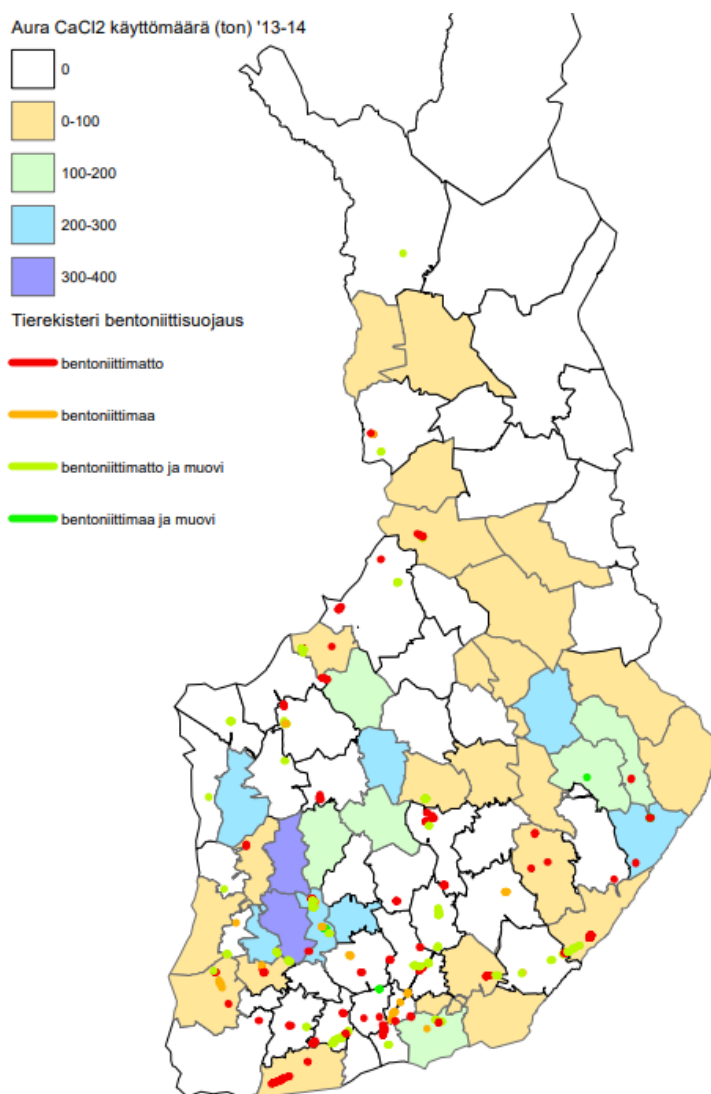 Aura CaCl2 käyttömäärä (ton) '13-14
0
0-100
100-200
200-300
300-400
Tierekisteri bentoniittisuojaus
bentoniittimatto
bentoniittimaa
bentoniittimatto ja muovi
bentoniittimaa ja muovi